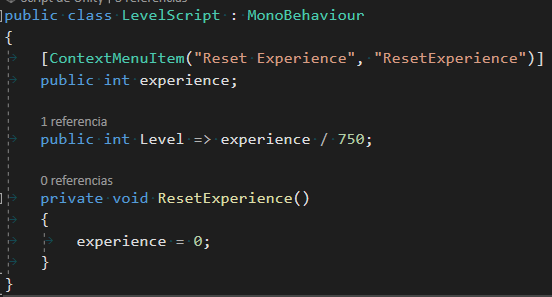 Script de Unity | 0 referencias
public class LevelScript : MonoBehaviour
{
[ContextMenuItem("Reset Experience", "ResetExperience")]
public int experience;
1 referencia
public int Level => experience / 750;
0 referencias
private void ResetExperience()
{
experience = 0;
}
}